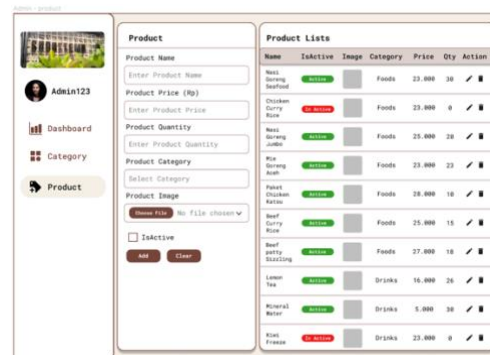 Admin - product
Admin123
Dashboard
Category
Product
Product
Product Name
Enter Product Name
Product Price (Rp)
Enter Product Price
Product Quantity
Enter Product Quantity
Product Category
Select Category
Product Image
Choose File No file chosen
IsActive
Add Clear
Product Lists
Name IsActive Image Category Price Qty Action
Nasi
Goreng
Seafood
Active Foods 23.000 30
Chicken
Curry
Rice
In Active Foods 23.000 0
Nasi
Goreng
Jumbo
Active Foods 25.000 20
Mie
Goreng
Aceh
Active Foods 23.000 23
Paket
Chicken
Katsu
Active Foods 28.000 10
Beef
Curry
Rice
Active Foods 25.000 15
Beef
patty
Sizzling
Active Foods 27.000 18
Lemon
Tea
Active Drinks 16.000 26
Mineral
Water
Active Drinks 5.000 30
Kiwi
Freeze
In Active Drinks 23.000 0